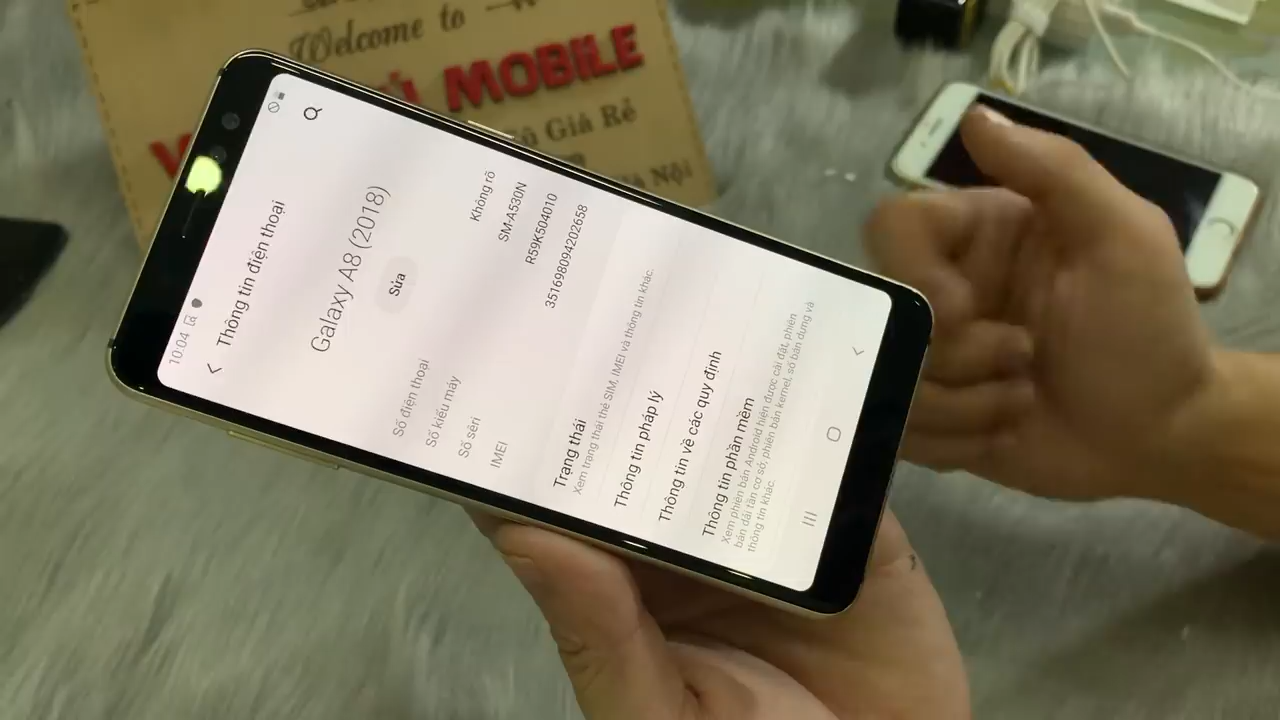 Welcome to
MOBILE
Giá Rẻ
Nội
10:04
Thông tin điện thoại
Galaxy A8 (2018)
Sửa
Số điện thoại Không rõ
Số kiểu máy SM-A530N
Số sêri R59K504010
IMEI 351698094202658
Trạng thái
Xem trạng thái thẻ SIM, IMEI và thông tin khác.
Thông tin pháp lý
Thông tin về các quy định
Thông tin phần mềm
Xem phiên bản Android hiện được cài đặt, phiên
bản dải tần cơ sở, phiên bản kernel, số bản dựng và
thông tin khác.